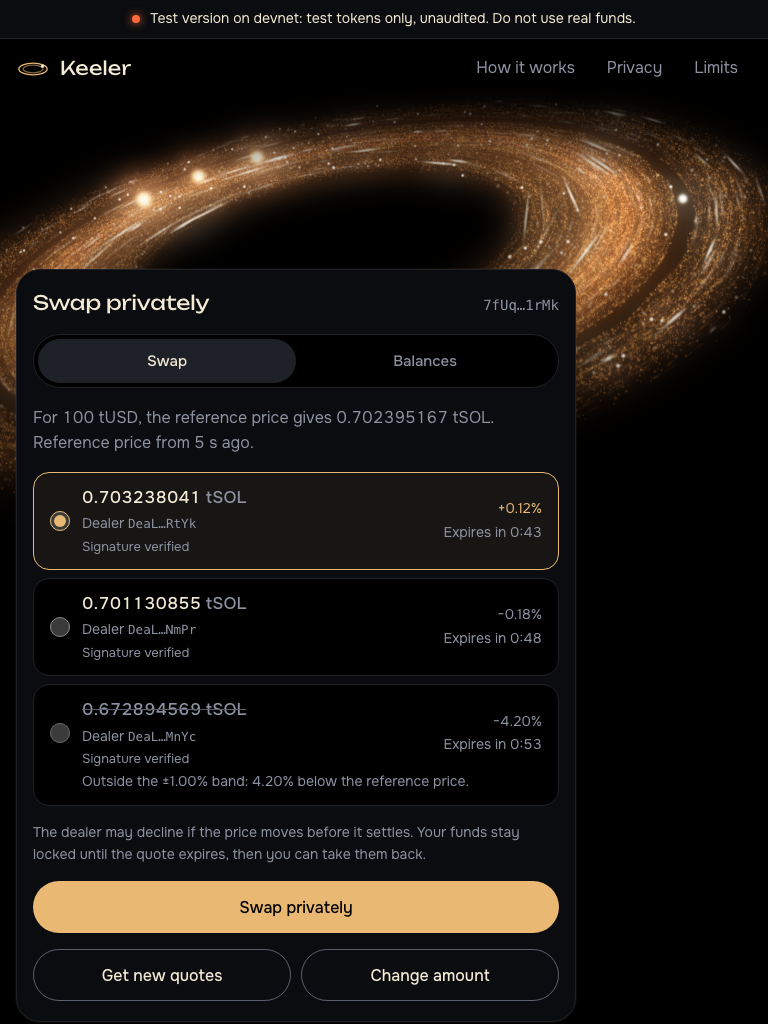 Test version on devnet: test tokens only, unaudited. Do not use real funds.
Keeler
How it works
Privacy
Limits
Swap privately
7fUq…1rMk
Swap
Balances
For 100 tUSD, the reference price gives 0.702395167 tSOL.
Reference price from 5 s ago.
0.703238041 tSOL
Dealer DeaL…RtYk
Signature verified
+0.12%
Expires in 0:43
0.701130855 tSOL
Dealer DeaL…NmPr
Signature verified
−0.18%
Expires in 0:48
0.672894569 tSOL
Dealer DeaL…MnYc
Signature verified
−4.20%
Expires in 0:53
Outside the ±1.00% band: 4.20% below the reference price.
The dealer may decline if the price moves before it settles. Your funds stay
locked until the quote expires, then you can take them back.
Swap privately
Get new quotes
Change amount